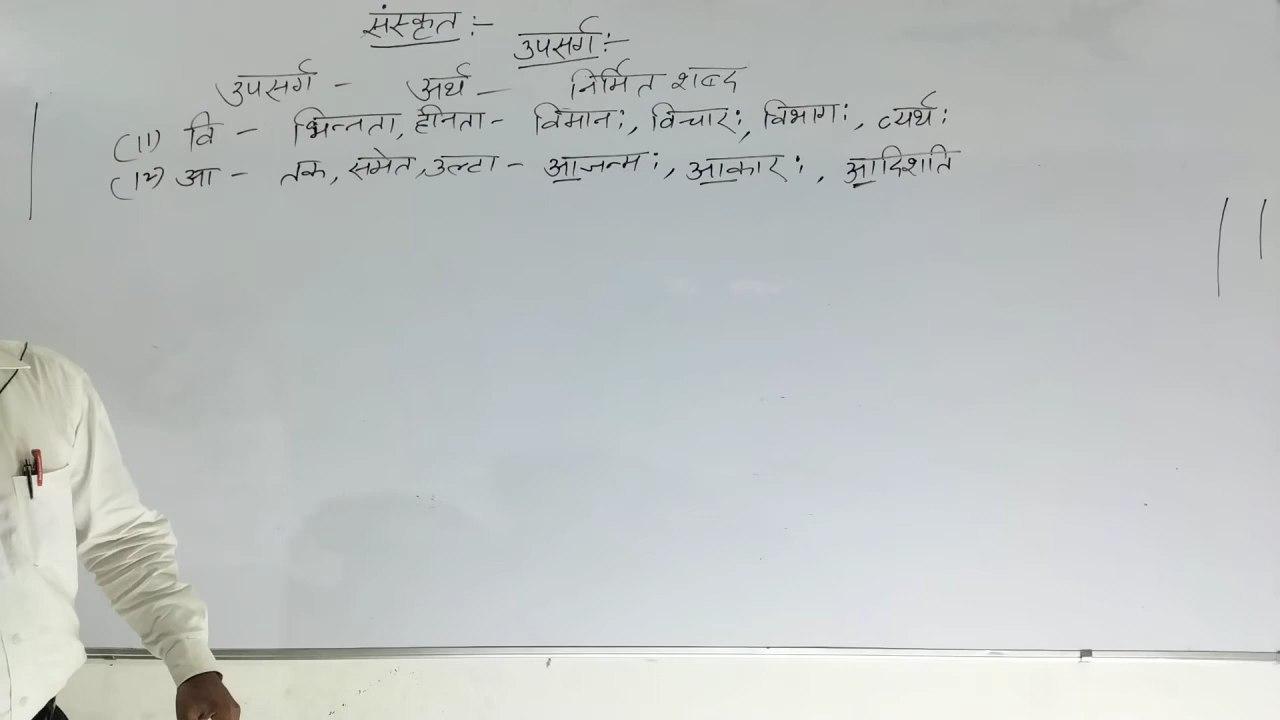 संस्कृत :-
उपसर्ग :-
उपसर्ग - अर्थ - निर्मित शब्द
(11) वि - भिन्नता, हीनता - विमानः, विचारः, विभागः, व्यर्थः
(12) आ - तक, समेत, उल्टा - आजन्मः, आकारः, आदिशति